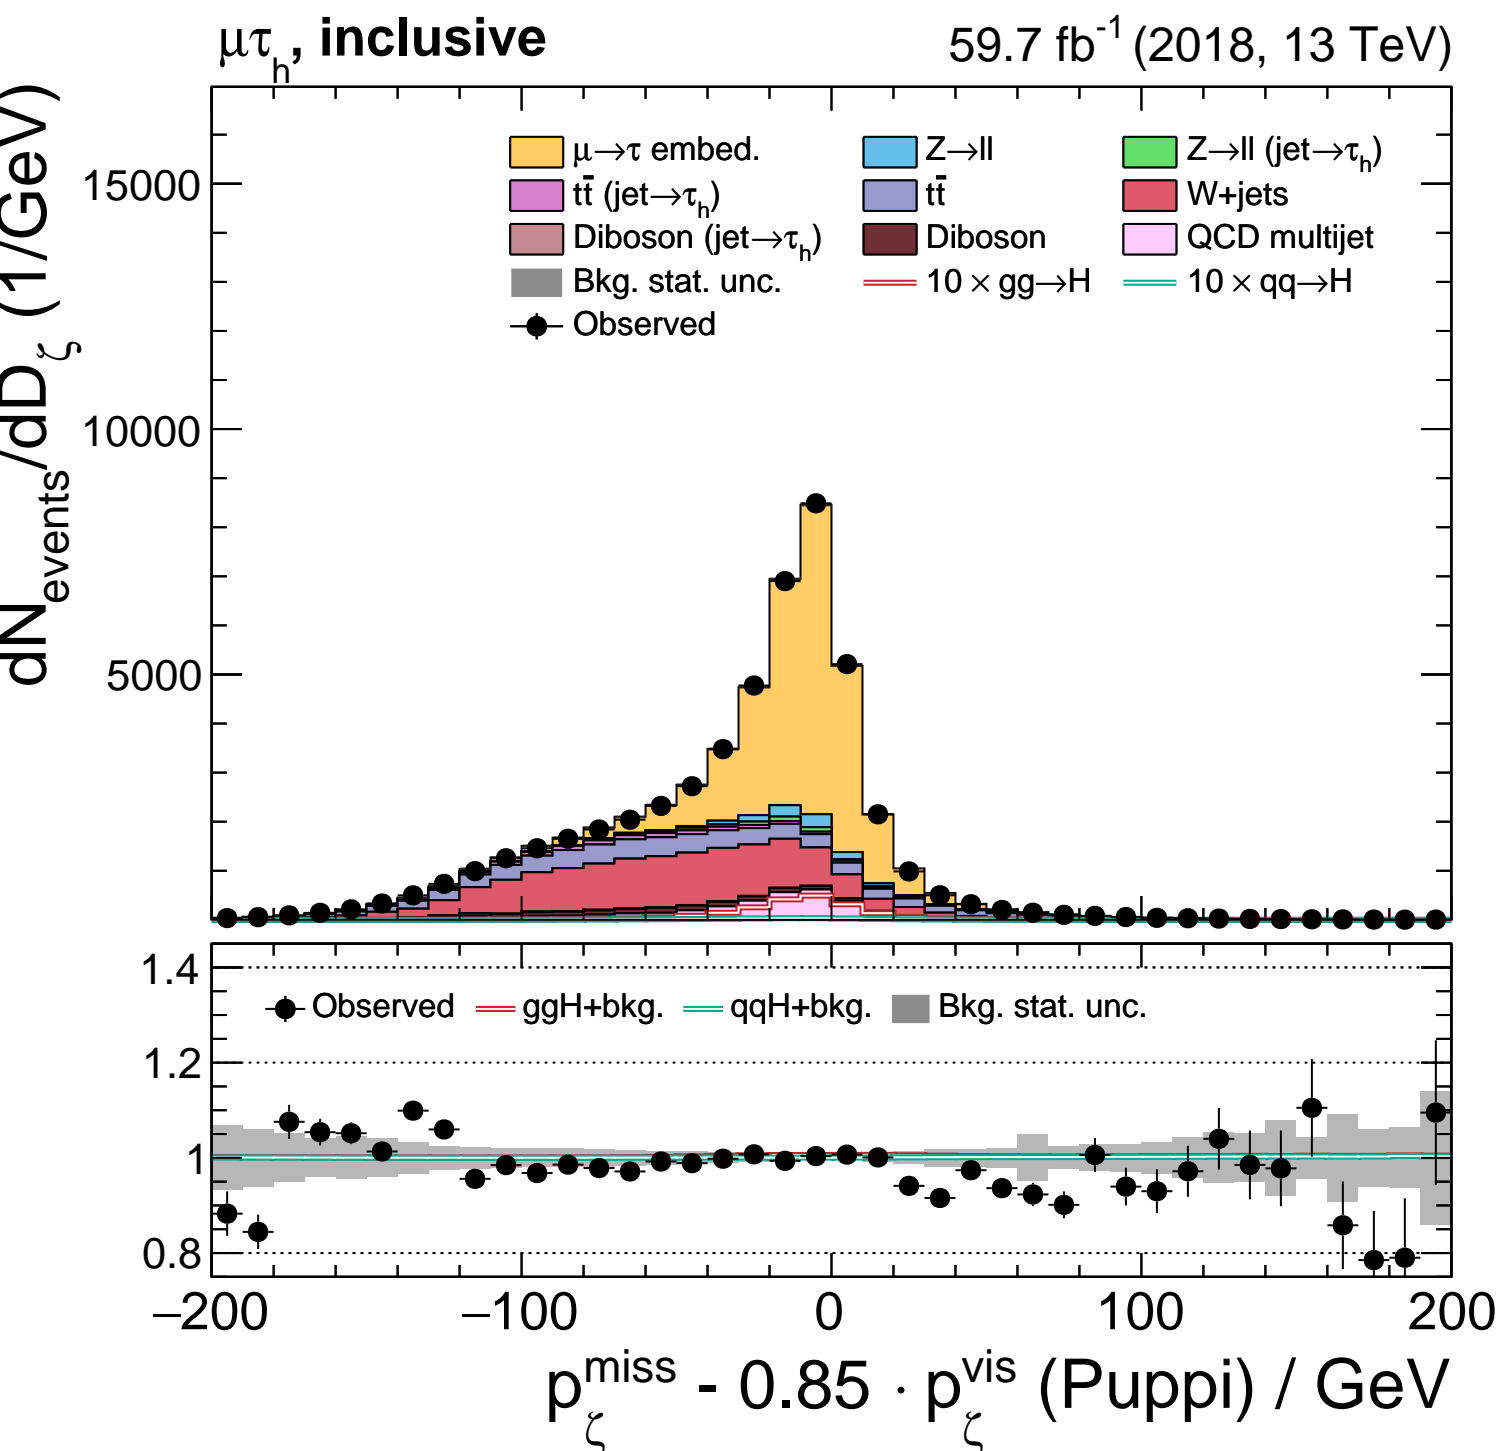 μτh, inclusive 59.7 fb-1 (2018, 13 TeV)
dNevents/dDζ (1/GeV)
15000
10000
5000
μ→τ embed. Z→ll Z→ll (jet→τh)
tt̄ (jet→τh) tt̄ W+jets
Diboson (jet→τh) Diboson QCD multijet
Bkg. stat. unc. 10 × gg→H 10 × qq→H
Observed
1.4
Observed ggH+bkg. qqH+bkg. Bkg. stat. unc.
1.2
1
0.8
−200 −100 0 100 200
pζmiss - 0.85 · pζvis (Puppi) / GeV